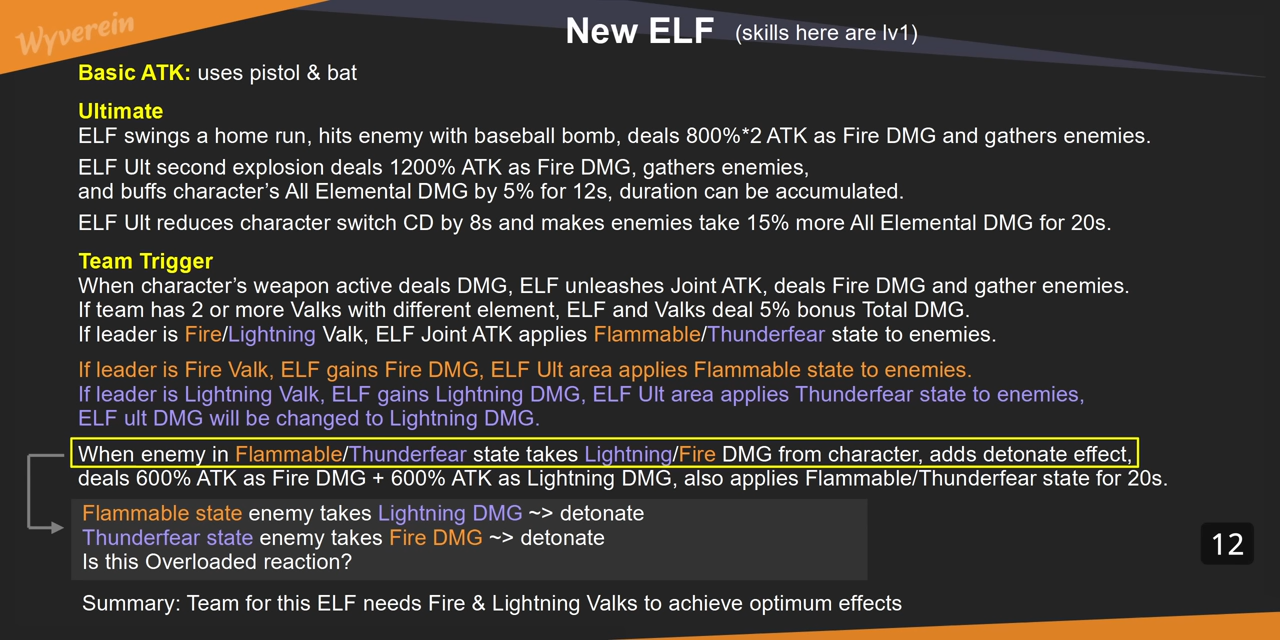 Wyverein
New ELF (skills here are lv1)
Basic ATK: uses pistol & bat
Ultimate
ELF swings a home run, hits enemy with baseball bomb, deals 800%*2 ATK as Fire DMG and gathers enemies.
ELF Ult second explosion deals 1200% ATK as Fire DMG, gathers enemies,
and buffs character's All Elemental DMG by 5% for 12s, duration can be accumulated.
ELF Ult reduces character switch CD by 8s and makes enemies take 15% more All Elemental DMG for 20s.
Team Trigger
When character's weapon active deals DMG, ELF unleashes Joint ATK, deals Fire DMG and gather enemies.
If team has 2 or more Valks with different element, ELF and Valks deal 5% bonus Total DMG.
If leader is Fire/Lightning Valk, ELF Joint ATK applies Flammable/Thunderfear state to enemies.
If leader is Fire Valk, ELF gains Fire DMG, ELF Ult area applies Flammable state to enemies.
If leader is Lightning Valk, ELF gains Lightning DMG, ELF Ult area applies Thunderfear state to enemies,
ELF ult DMG will be changed to Lightning DMG.
When enemy in Flammable/Thunderfear state takes Lightning/Fire DMG from character, adds detonate effect,
deals 600% ATK as Fire DMG + 600% ATK as Lightning DMG, also applies Flammable/Thunderfear state for 20s.
Flammable state enemy takes Lightning DMG ~> detonate
Thunderfear state enemy takes Fire DMG ~> detonate
Is this Overloaded reaction?
12
Summary: Team for this ELF needs Fire & Lightning Valks to achieve optimum effects